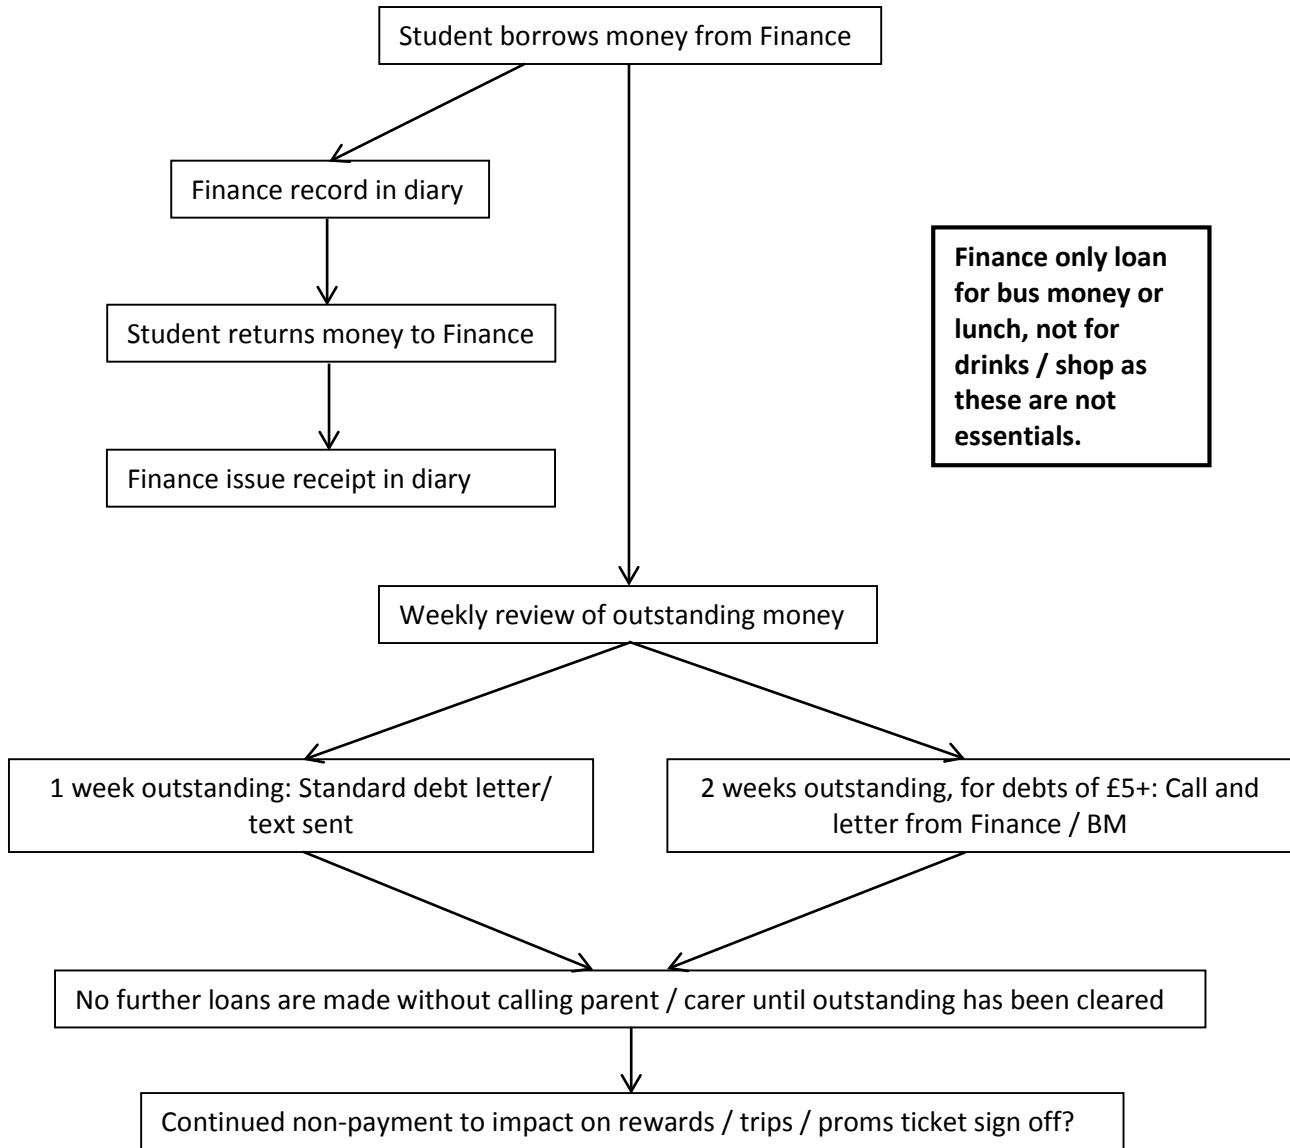 Student borrows money from Finance
Finance record in diary
Finance only loan
for bus money or
lunch, not for
drinks / shop as
these are not
essentials.
Student returns money to Finance
Finance issue receipt in diary
Weekly review of outstanding money
1 week outstanding: Standard debt letter/
text sent
2 weeks outstanding, for debts of £5+: Call and
letter from Finance / BM
No further loans are made without calling parent / carer until outstanding has been cleared
Continued non-payment to impact on rewards / trips / proms ticket sign off?